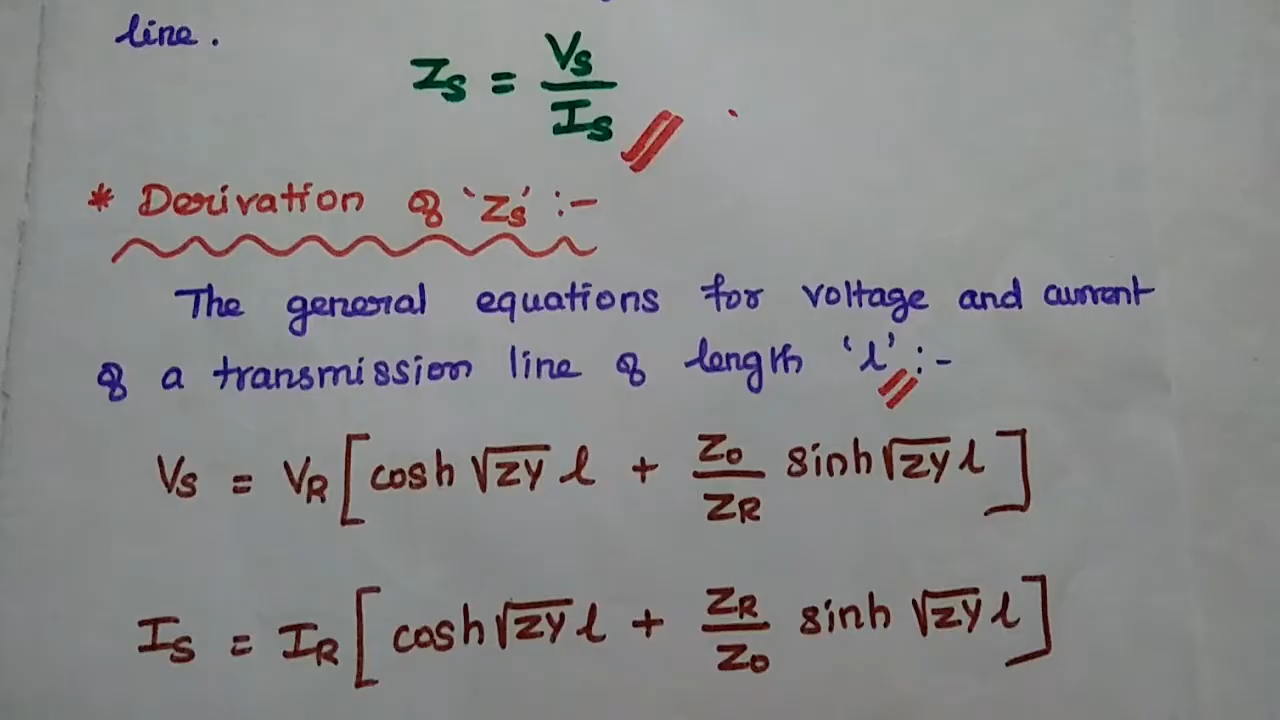 line.
Zs = Vs/Is
* Derivation of 'Zs' :-
The general equations for voltage and current
of a transmission line of length 'l' :-
Vs = VR [cosh √ZY l + Z0/ZR sinh √ZY l]
Is = IR [cosh √ZY l + ZR/Z0 sinh √ZY l]